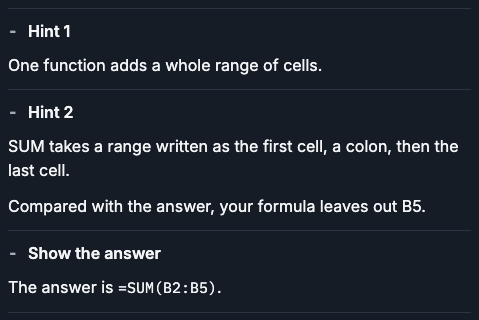 - Hint 1
One function adds a whole range of cells.
- Hint 2
SUM takes a range written as the first cell, a colon, then the
last cell.
Compared with the answer, your formula leaves out B5.
- Show the answer
The answer is =SUM(B2:B5).